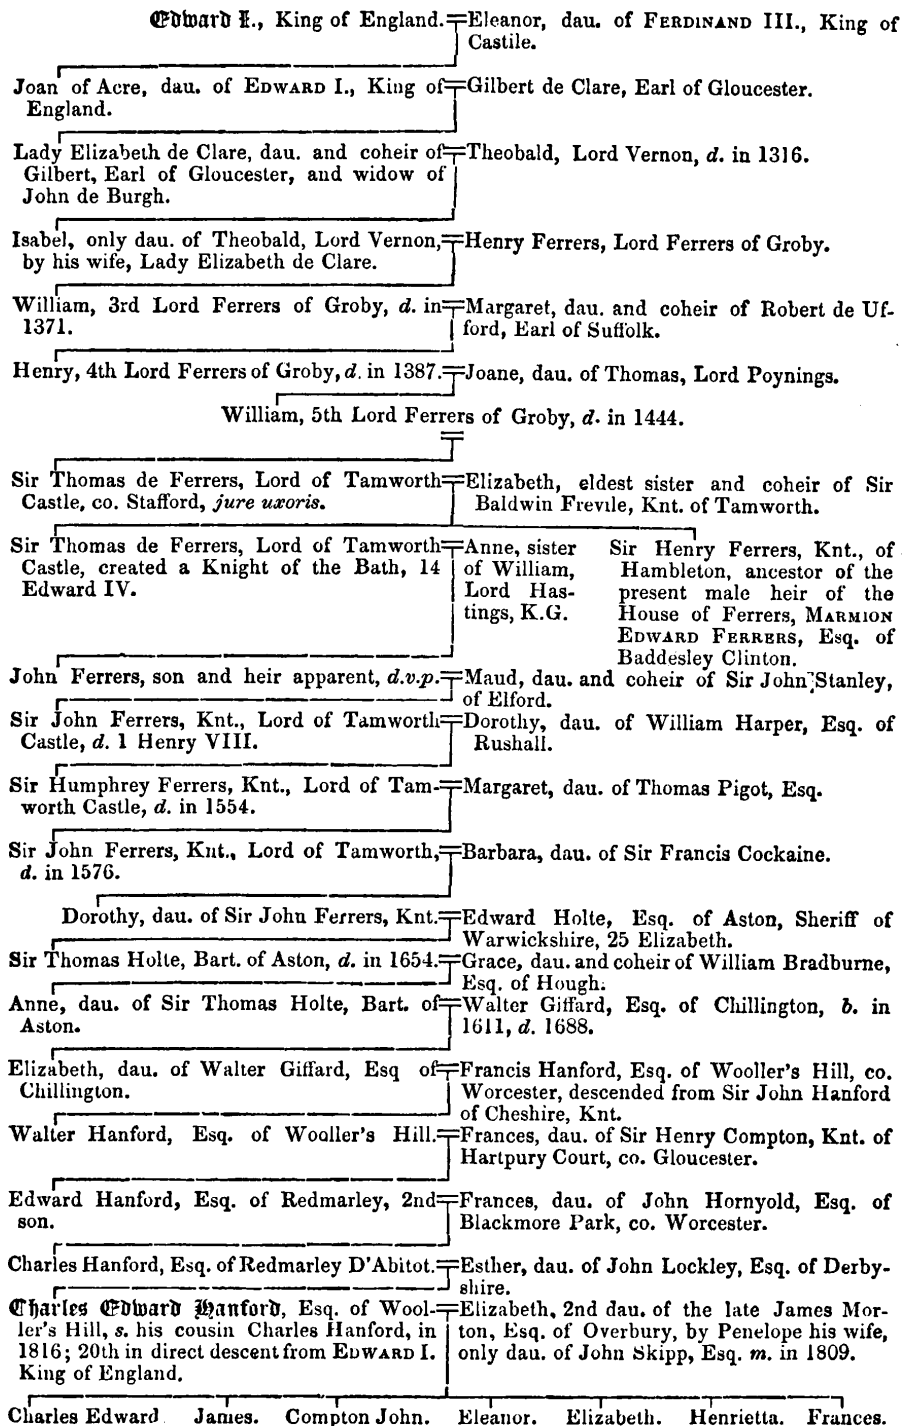 Edward I., King of England.=Eleanor, dau. of FERDINAND III., King of
Castile.
Joan of Acre, dau. of EDWARD I., King of=Gilbert de Clare, Earl of Gloucester.
England.
Lady Elizabeth de Clare, dau. and coheir of=Theobald, Lord Vernon, d. in 1316.
Gilbert, Earl of Gloucester, and widow of
John de Burgh.
Isabel, only dau. of Theobald, Lord Vernon,=Henry Ferrers, Lord Ferrers of Groby.
by his wife, Lady Elizabeth de Clare.
William, 3rd Lord Ferrers of Groby, d. in=Margaret, dau. and coheir of Robert de Uf-
1371.
ford, Earl of Suffolk.
Henry, 4th Lord Ferrers of Groby, d. in 1387.=Joane, dau. of Thomas, Lord Poynings.
William, 5th Lord Ferrers of Groby, d. in 1444.
=
Sir Thomas de Ferrers, Lord of Tamworth=Elizabeth, eldest sister and coheir of Sir
Castle, co. Stafford, jure uxoris.
Baldwin Frevile, Knt. of Tamworth.
Sir Thomas de Ferrers, Lord of Tamworth
Castle, created a Knight of the Bath, 14
Edward IV.
=Anne, sister
of William,
Lord Has-
tings, K.G.
Sir Henry Ferrers, Knt., of
Hambleton, ancestor of the
present male heir of the
House of Ferrers, MARMION
EDWARD FERRERS, Esq. of
Baddesley Clinton.
John Ferrers, son and heir apparent, d.v.p.=Maud, dau. and coheir of Sir John Stanley,
of Elford.
Sir John Ferrers, Knt., Lord of Tamworth=Dorothy, dau. of William Harper, Esq. of
Castle, d. 1 Henry VIII.
Rushall.
Sir Humphrey Ferrers, Knt., Lord of Tam-=Margaret, dau. of Thomas Pigot, Esq.
worth Castle, d. in 1554.
Sir John Ferrers, Knt., Lord of Tamworth,=Barbara, dau. of Sir Francis Cockaine.
d. in 1576.
Dorothy, dau. of Sir John Ferrers, Knt.=Edward Holte, Esq. of Aston, Sheriff of
Warwickshire, 25 Elizabeth.
Sir Thomas Holte, Bart. of Aston, d. in 1654.=Grace, dau. and coheir of William Bradburne,
Esq. of Hough.
Anne, dau. of Sir Thomas Holte, Bart. of=Walter Giffard, Esq. of Chillington, b. in
Aston.
1611, d. 1688.
Elizabeth, dau. of Walter Giffard, Esq of=Francis Hanford, Esq. of Wooller's Hill, co.
Chillington.
Worcester, descended from Sir John Hanford
of Cheshire, Knt.
Walter Hanford, Esq. of Wooller's Hill.=Frances, dau. of Sir Henry Compton, Knt. of
Hartpury Court, co. Gloucester.
Edward Hanford, Esq. of Redmarley, 2nd=Frances, dau. of John Hornyold, Esq. of
son.
Blackmore Park, co. Worcester.
Charles Hanford, Esq. of Redmarley D'Abitot.=Esther, dau. of John Lockley, Esq. of Derby-
shire.
Charles Edward Hanford, Esq. of Wool-=Elizabeth, 2nd dau. of the late James Mor-
ler's Hill, s. his cousin Charles Hanford, in
1816; 20th in direct descent from EDWARD I.
King of England.
ton, Esq. of Overbury, by Penelope his wife,
only dau. of John Skipp, Esq. m. in 1809.
Charles Edward James. Compton John. Eleanor. Elizabeth. Henrietta. Frances.